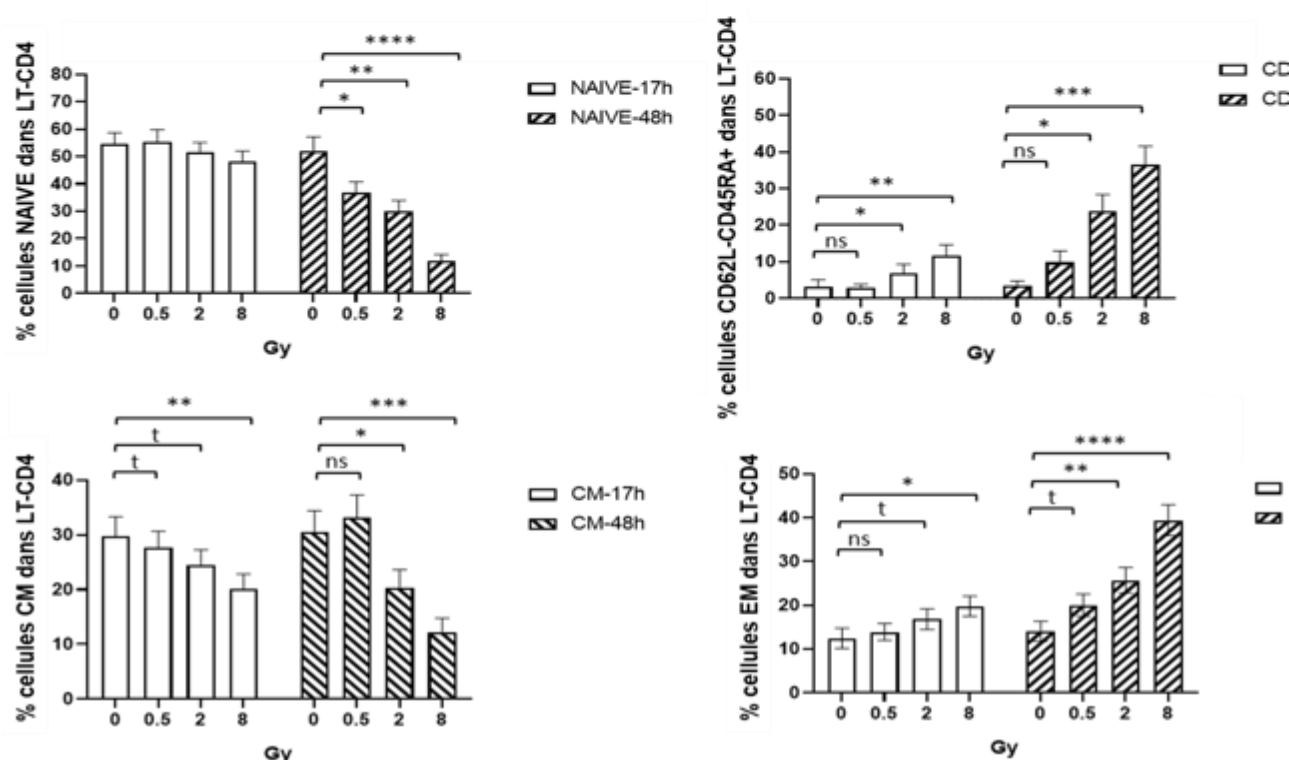 % cellules NAIVE dans LT-CD4
****
**
*
80
70
60
50
40
30
20
10
0
0 0.5 2 8 0 0.5 2 8
Gy
NAIVE-17h
NAIVE-48h
% cellules CD62L-CD45RA+ dans LT-CD4
***
*
ns
**
*
ns
60
50
40
30
20
10
0
0 0.5 2 8 0 0.5 2 8
Gy
CD
CD
% cellules CM dans LT-CD4
** ***
t *
t ns
40
30
20
10
0
0 0.5 2 8 0 0.5 2 8
Gy
CM-17h
CM-48h
% cellules EM dans LT-CD4
****
**
t
*
t
ns
50
40
30
20
10
0
0 0.5 2 8 0 0.5 2 8
Gy